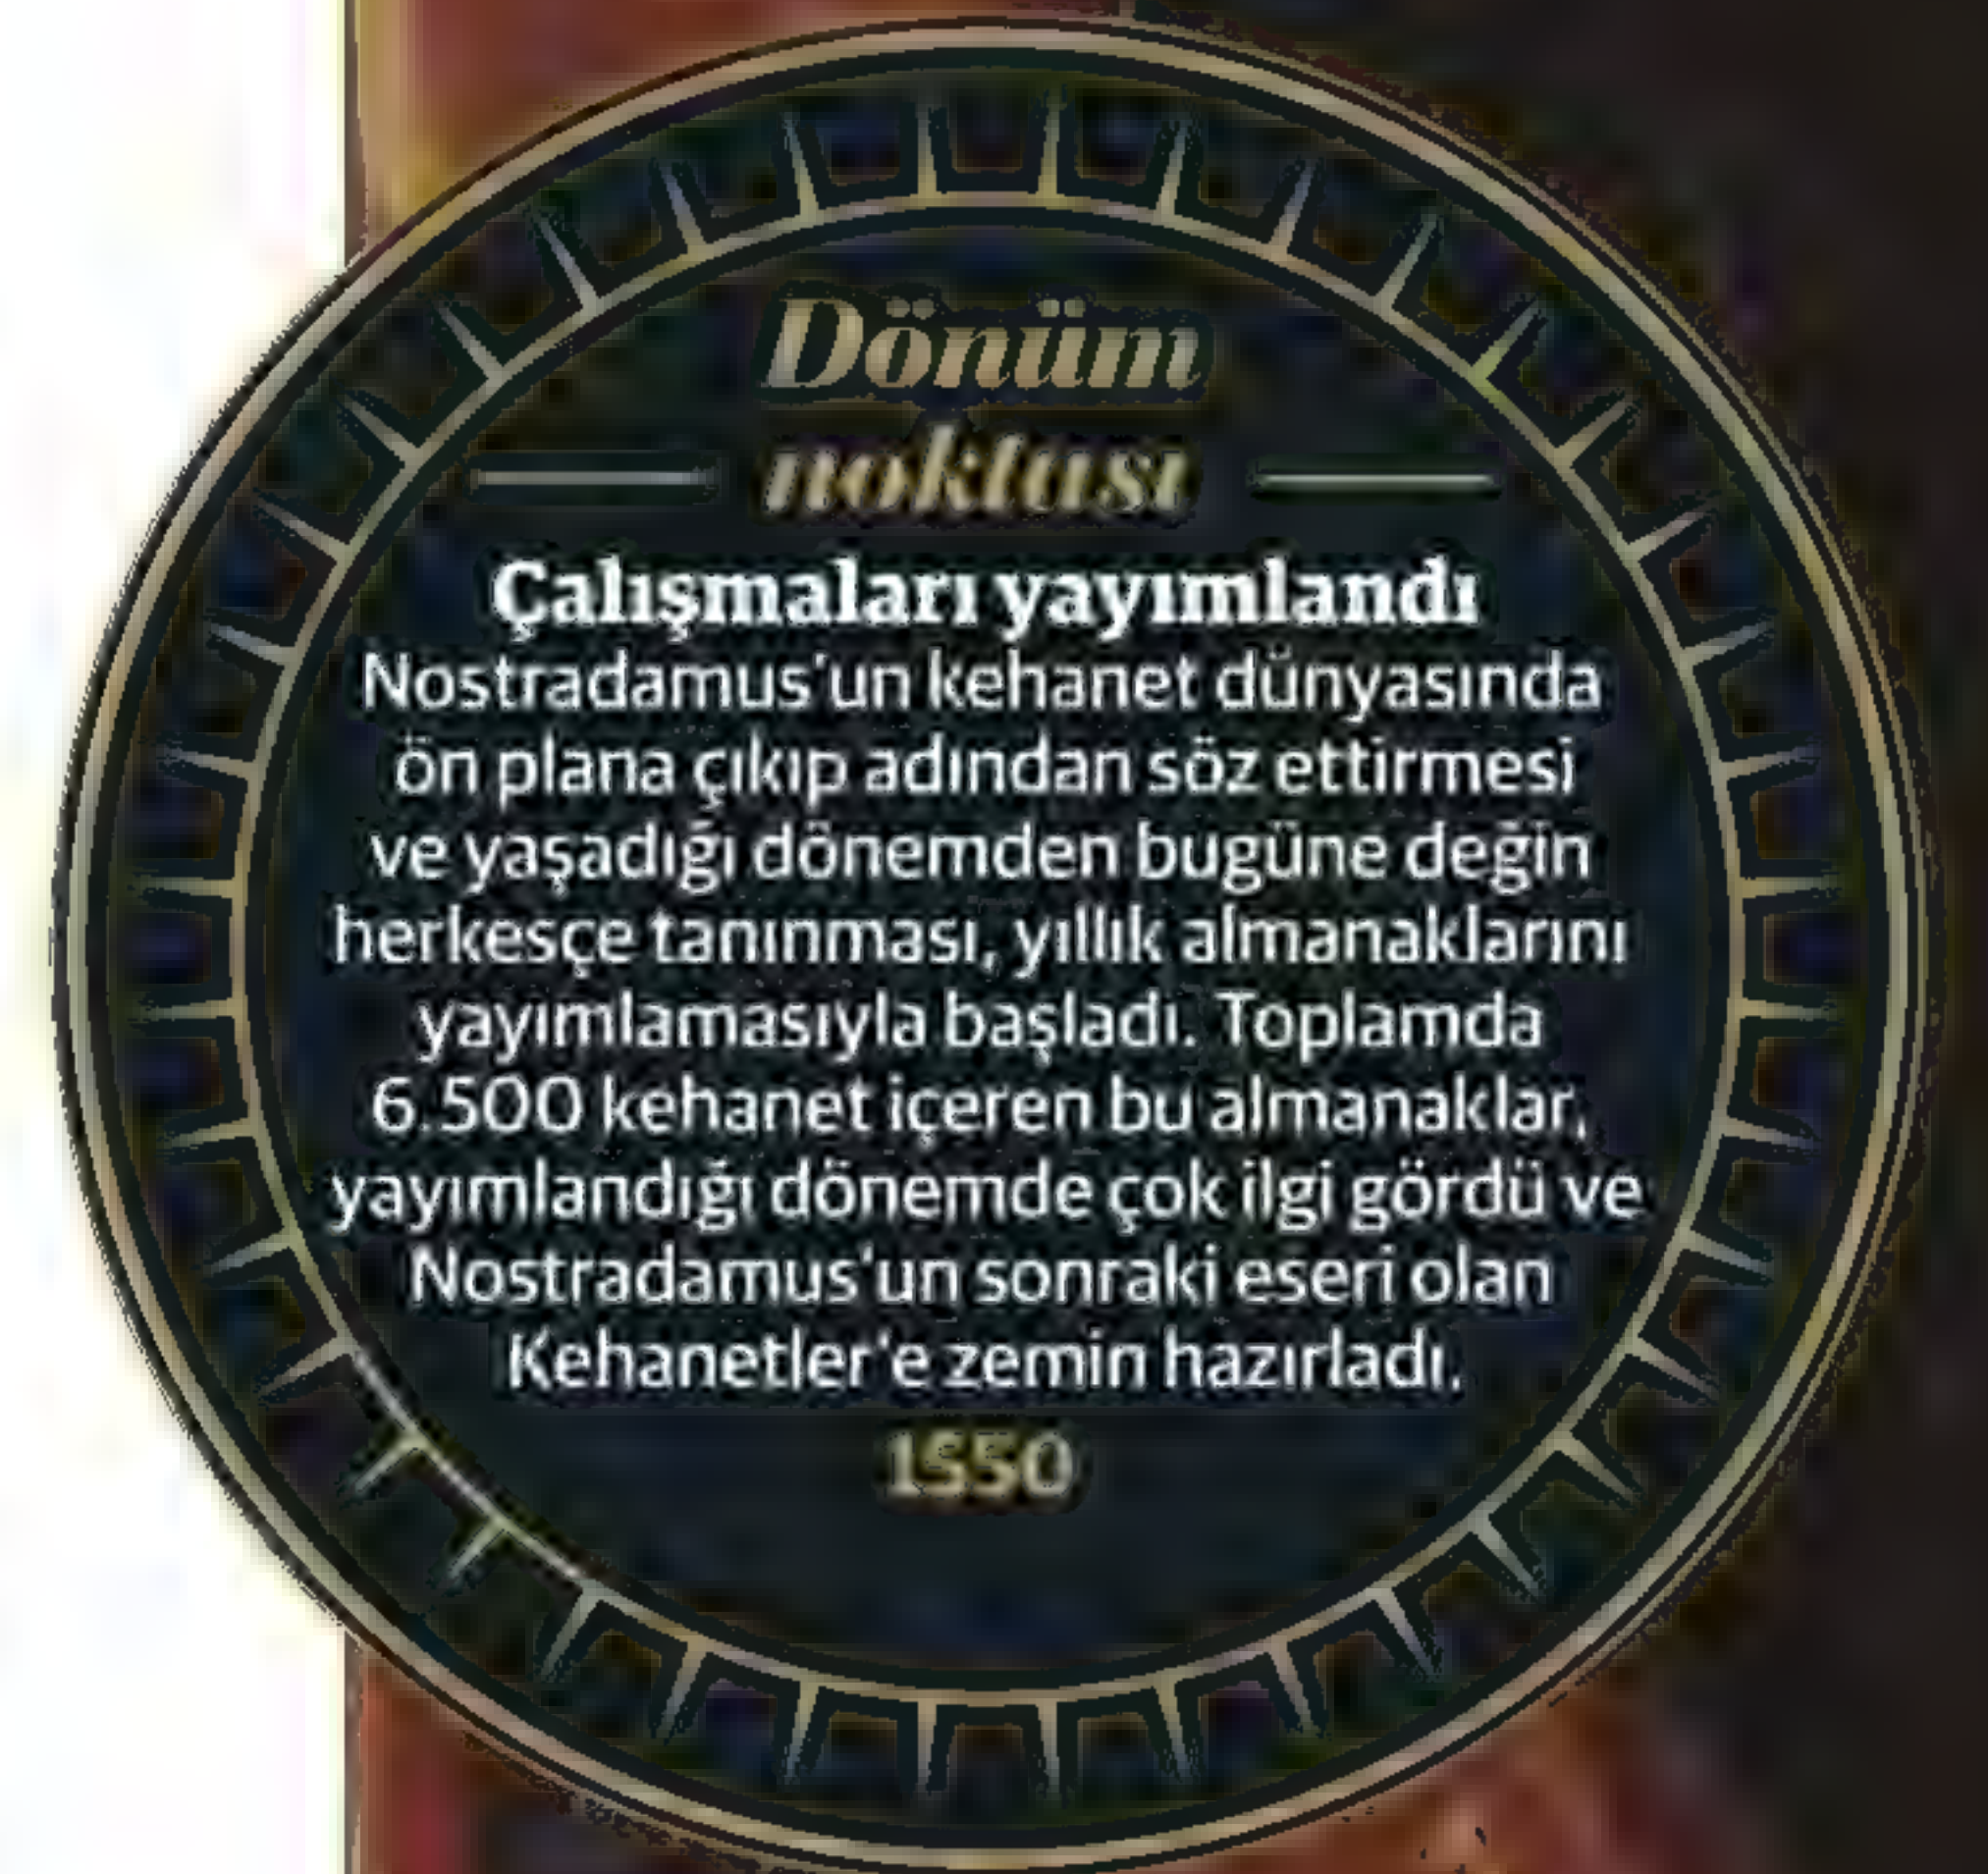 Dönüm
noktası
Çalışmaları yayımlandı
Nostradamus'un kehanet dünyasında
ön plana çıkıp adından söz ettirmesi
ve yaşadığı dönemden bugüne değin
herkesçe tanınması, yıllık almanaklarını
yayımlamasıyla başladı. Toplamda
6.500 kehanet içeren bu almanaklar,
yayımlandığı dönemde çok ilgi gördü ve
Nostradamus'un sonraki eseri olan
Kehanetler'e zemin hazırladı.
1550